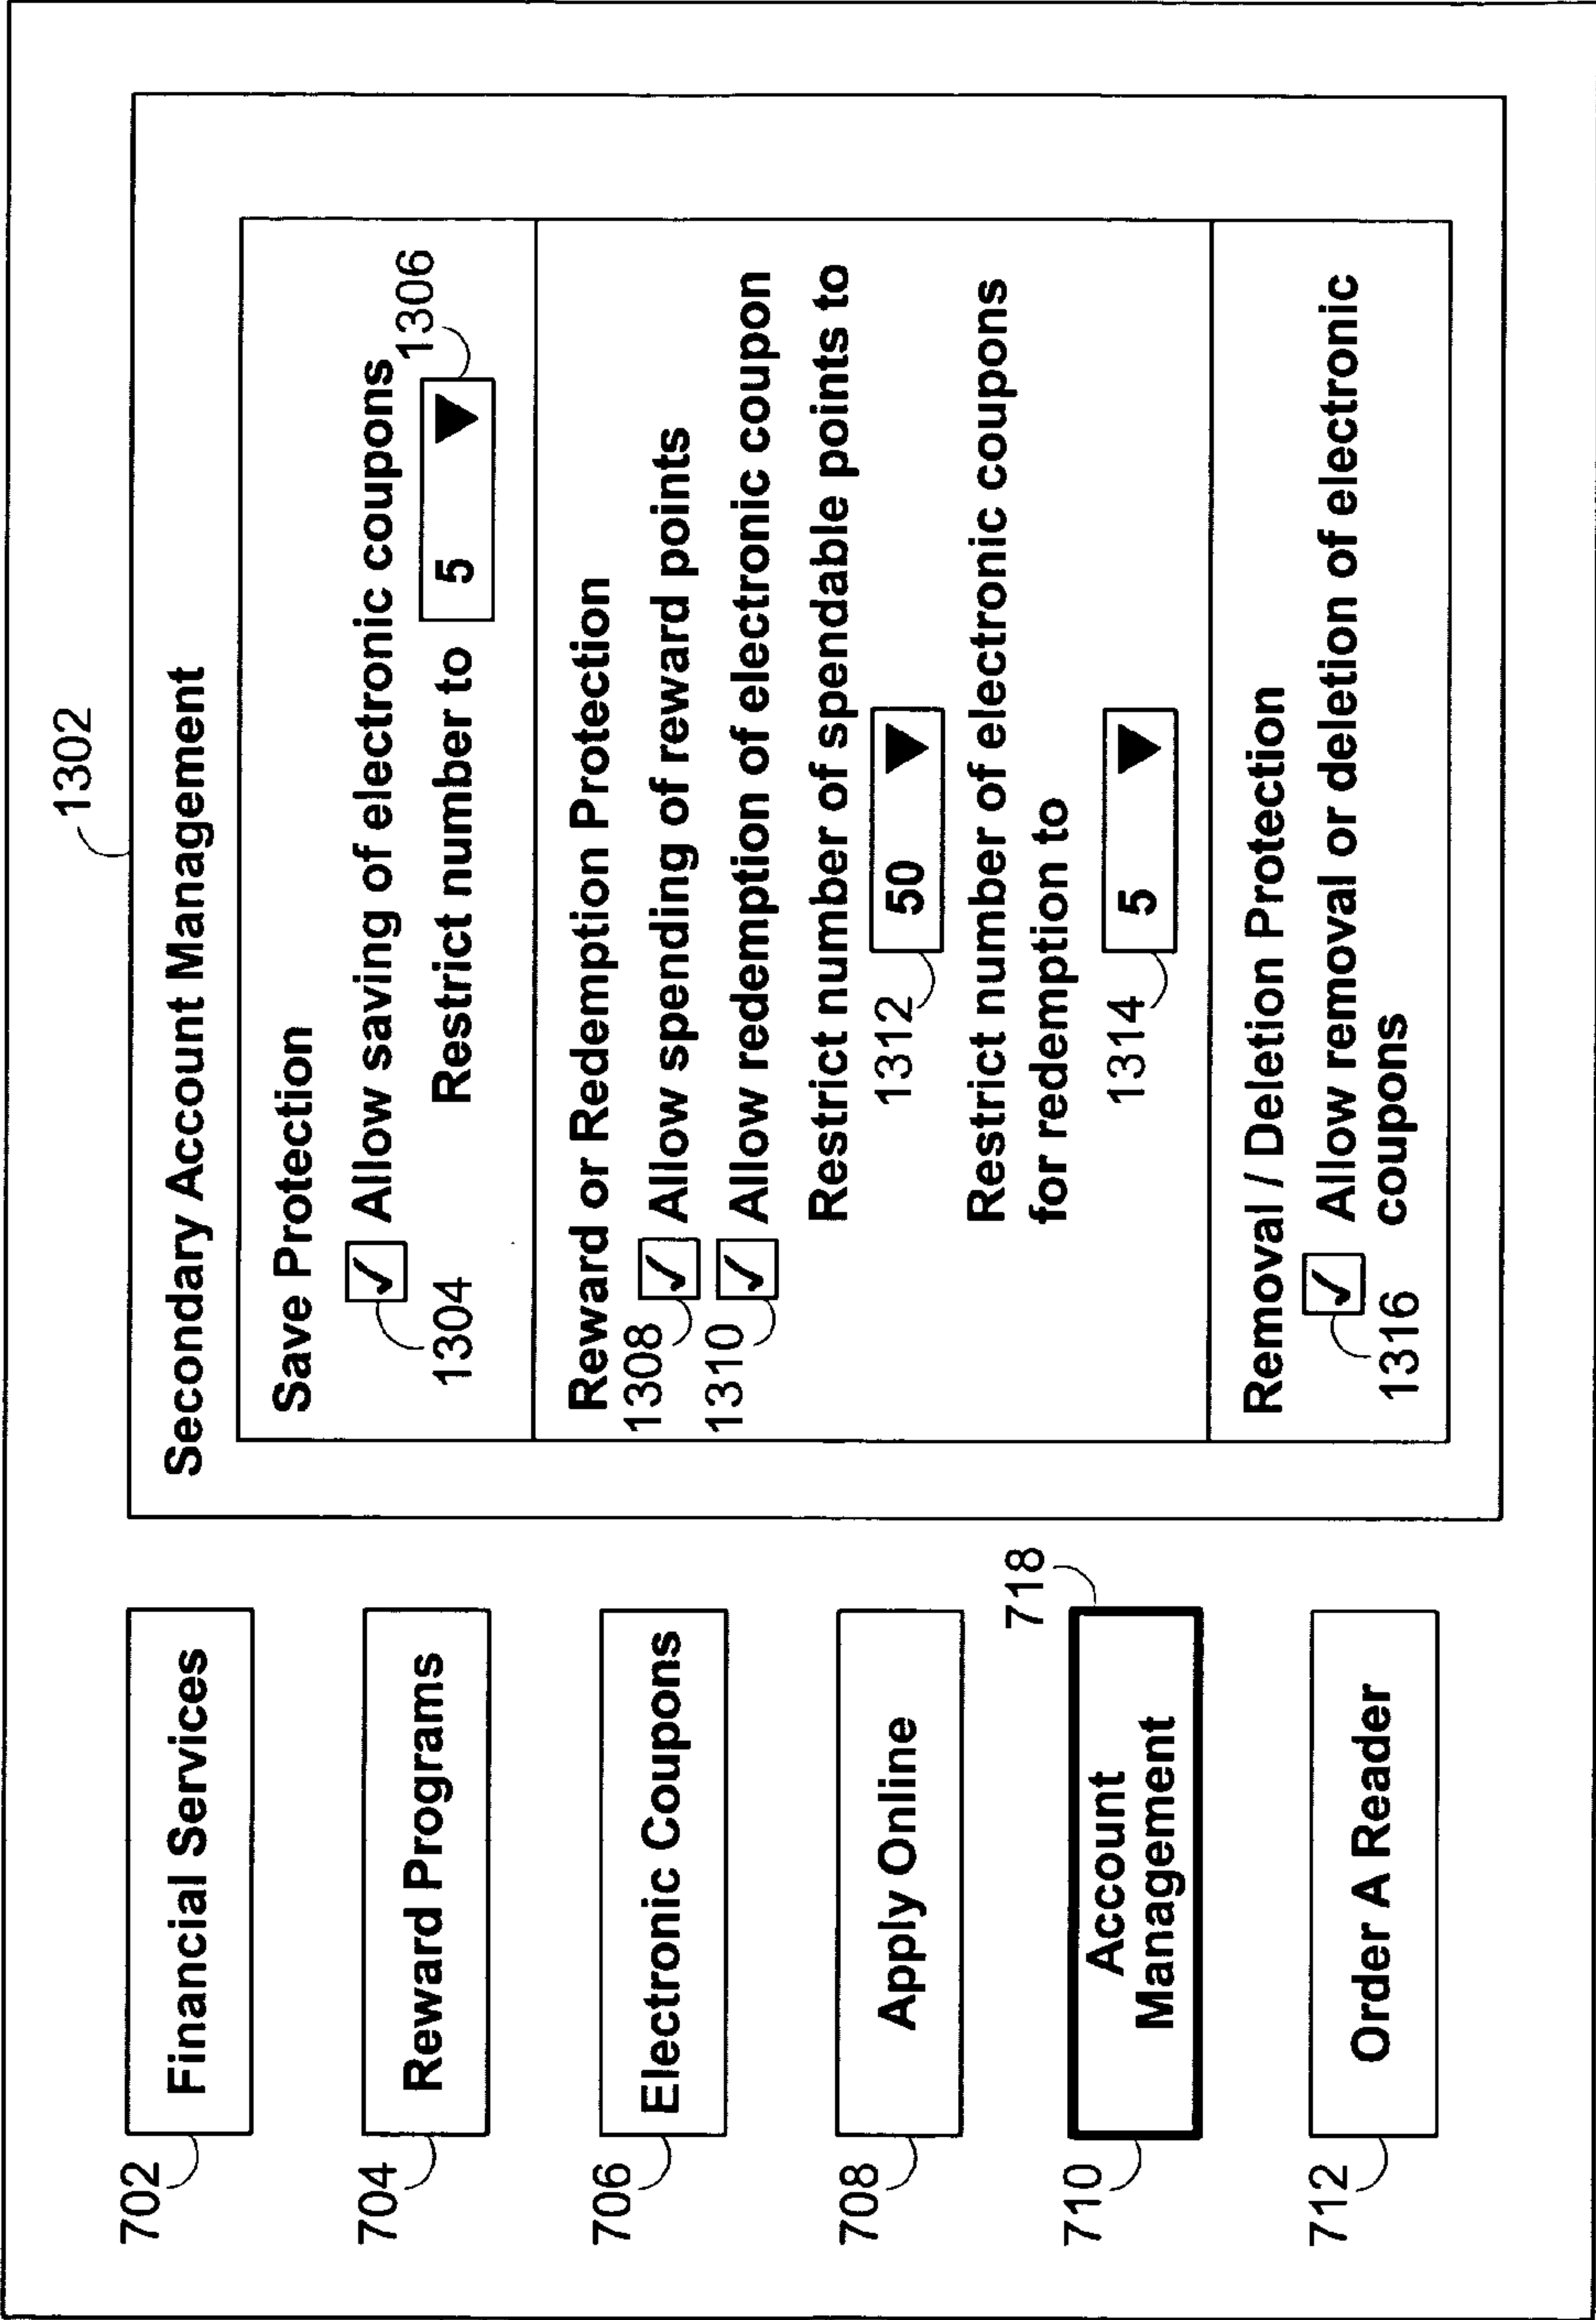 702
Financial Services
704
Reward Programs
706
Electronic Coupons
708
Apply Online
710
718
Account
Management
712
Order A Reader
1302
Secondary Account Management
Save Protection
✓ Allow saving of electronic coupons
1304
Restrict number to 5 ▼
1306
Reward or Redemption Protection
1308
✓ Allow spending of reward points
1310
✓ Allow redemption of electronic coupon
Restrict number of spendable points to
1312
50 ▼
Restrict number of electronic coupons
for redemption to
1314
5 ▼
Removal / Deletion Protection
✓ Allow removal or deletion of electronic
1316
coupons